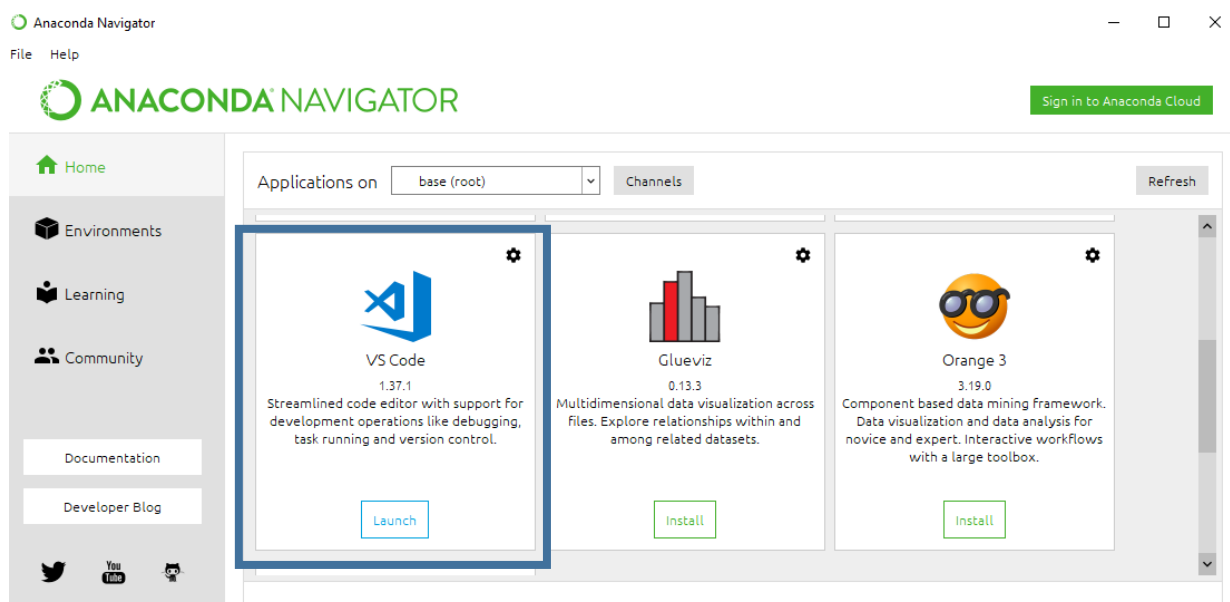 Anaconda Navigator
File Help
ANACONDA NAVIGATOR
Sign in to Anaconda Cloud
Home
Environments
Learning
Community
Documentation
Developer Blog
You
Tube
Applications on base (root) Channels Refresh
VS Code
1.37.1
Streamlined code editor with support for
development operations like debugging,
task running and version control.
Launch
Glueviz
0.13.3
Multidimensional data visualization across
files. Explore relationships within and
among related datasets.
Install
Orange 3
3.19.0
Component based data mining framework.
Data visualization and data analysis for
novice and expert. Interactive workflows
with a large toolbox.
Install